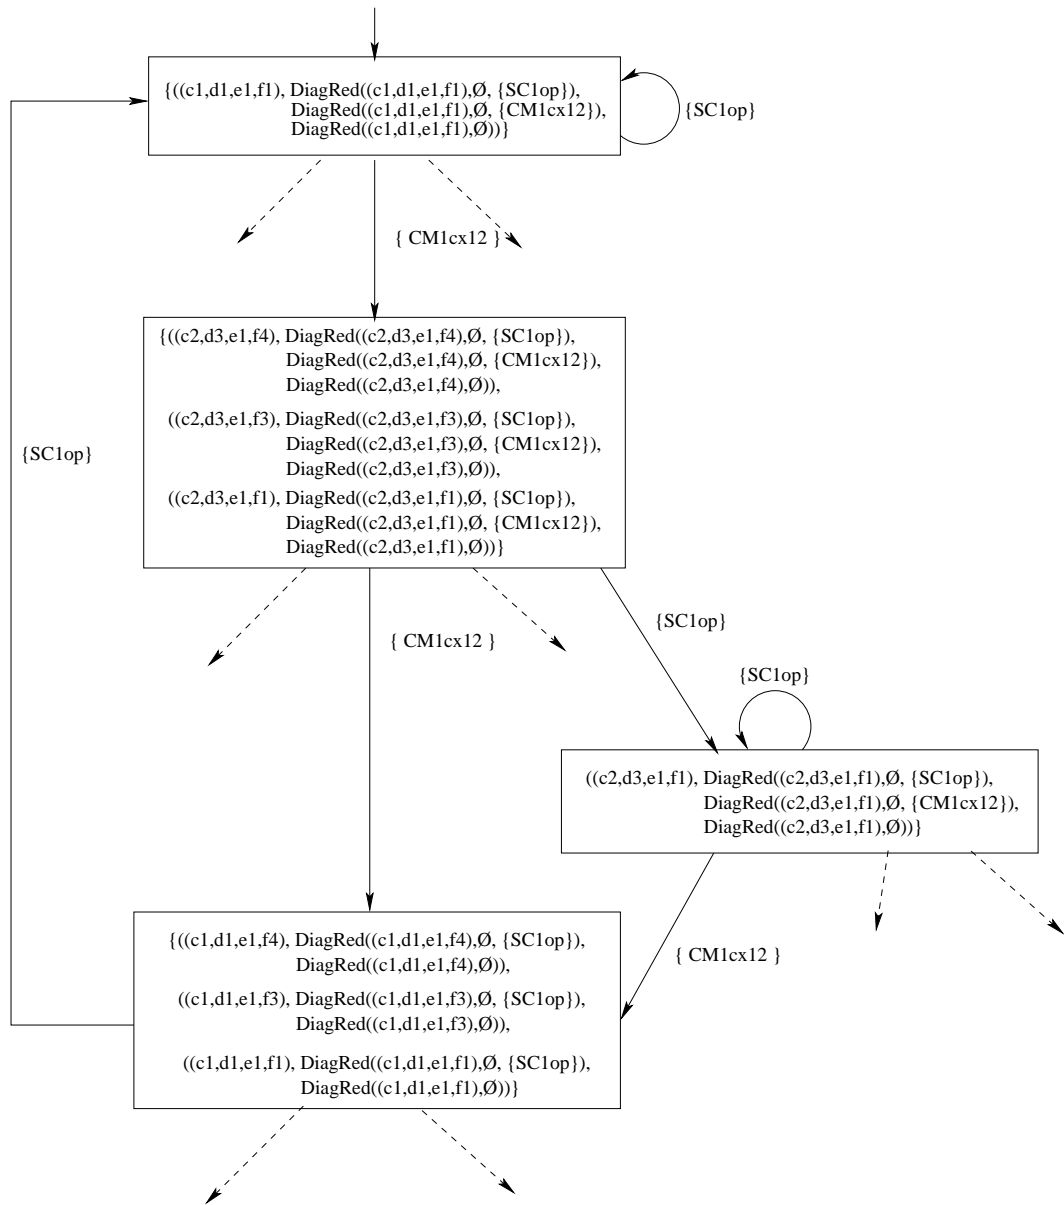 {((c1,d1,e1,f1), DiagRed((c1,d1,e1,f1),Ø, {SC1op}),
DiagRed((c1,d1,e1,f1),Ø, {CM1cx12}),
DiagRed((c1,d1,e1,f1),Ø))}
{SC1op}
{ CM1cx12 }
{((c2,d3,e1,f4), DiagRed((c2,d3,e1,f4),Ø, {SC1op}),
DiagRed((c2,d3,e1,f4),Ø, {CM1cx12}),
DiagRed((c2,d3,e1,f4),Ø)),
((c2,d3,e1,f3), DiagRed((c2,d3,e1,f3),Ø, {SC1op}),
DiagRed((c2,d3,e1,f3),Ø, {CM1cx12}),
DiagRed((c2,d3,e1,f3),Ø)),
((c2,d3,e1,f1), DiagRed((c2,d3,e1,f1),Ø, {SC1op}),
DiagRed((c2,d3,e1,f1),Ø, {CM1cx12}),
DiagRed((c2,d3,e1,f1),Ø))}
{SC1op}
{ CM1cx12 }
{SC1op}
{SC1op}
((c2,d3,e1,f1), DiagRed((c2,d3,e1,f1),Ø, {SC1op}),
DiagRed((c2,d3,e1,f1),Ø, {CM1cx12}),
DiagRed((c2,d3,e1,f1),Ø))}
{ CM1cx12 }
{((c1,d1,e1,f4), DiagRed((c1,d1,e1,f4),Ø, {SC1op}),
DiagRed((c1,d1,e1,f4),Ø)),
((c1,d1,e1,f3), DiagRed((c1,d1,e1,f3),Ø, {SC1op}),
DiagRed((c1,d1,e1,f3),Ø)),
((c1,d1,e1,f1), DiagRed((c1,d1,e1,f1),Ø, {SC1op}),
DiagRed((c1,d1,e1,f1),Ø))}